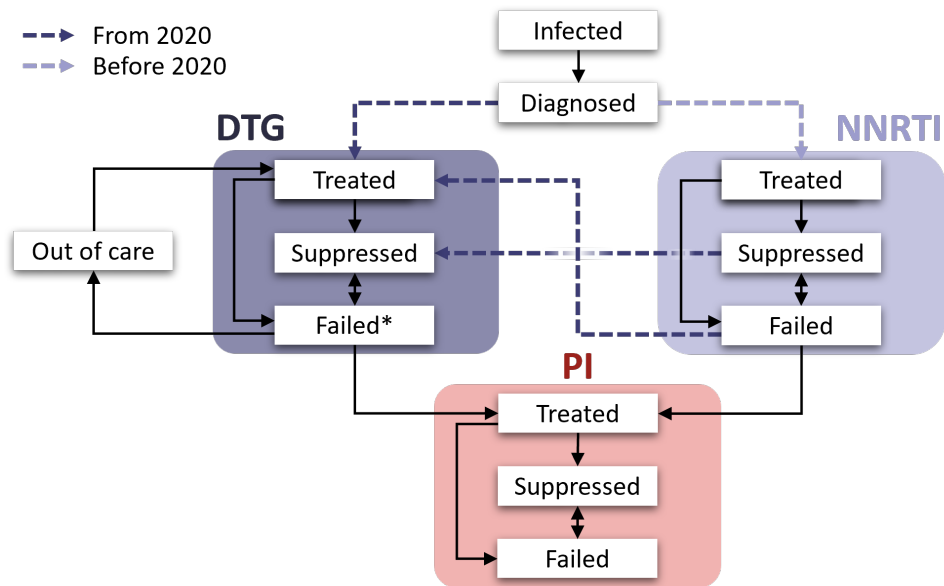 From 2020
Before 2020
Infected
Diagnosed
DTG
NNRTI
Treated
Treated
Out of care
Suppressed
Suppressed
Failed*
Failed
PI
Treated
Suppressed
Failed